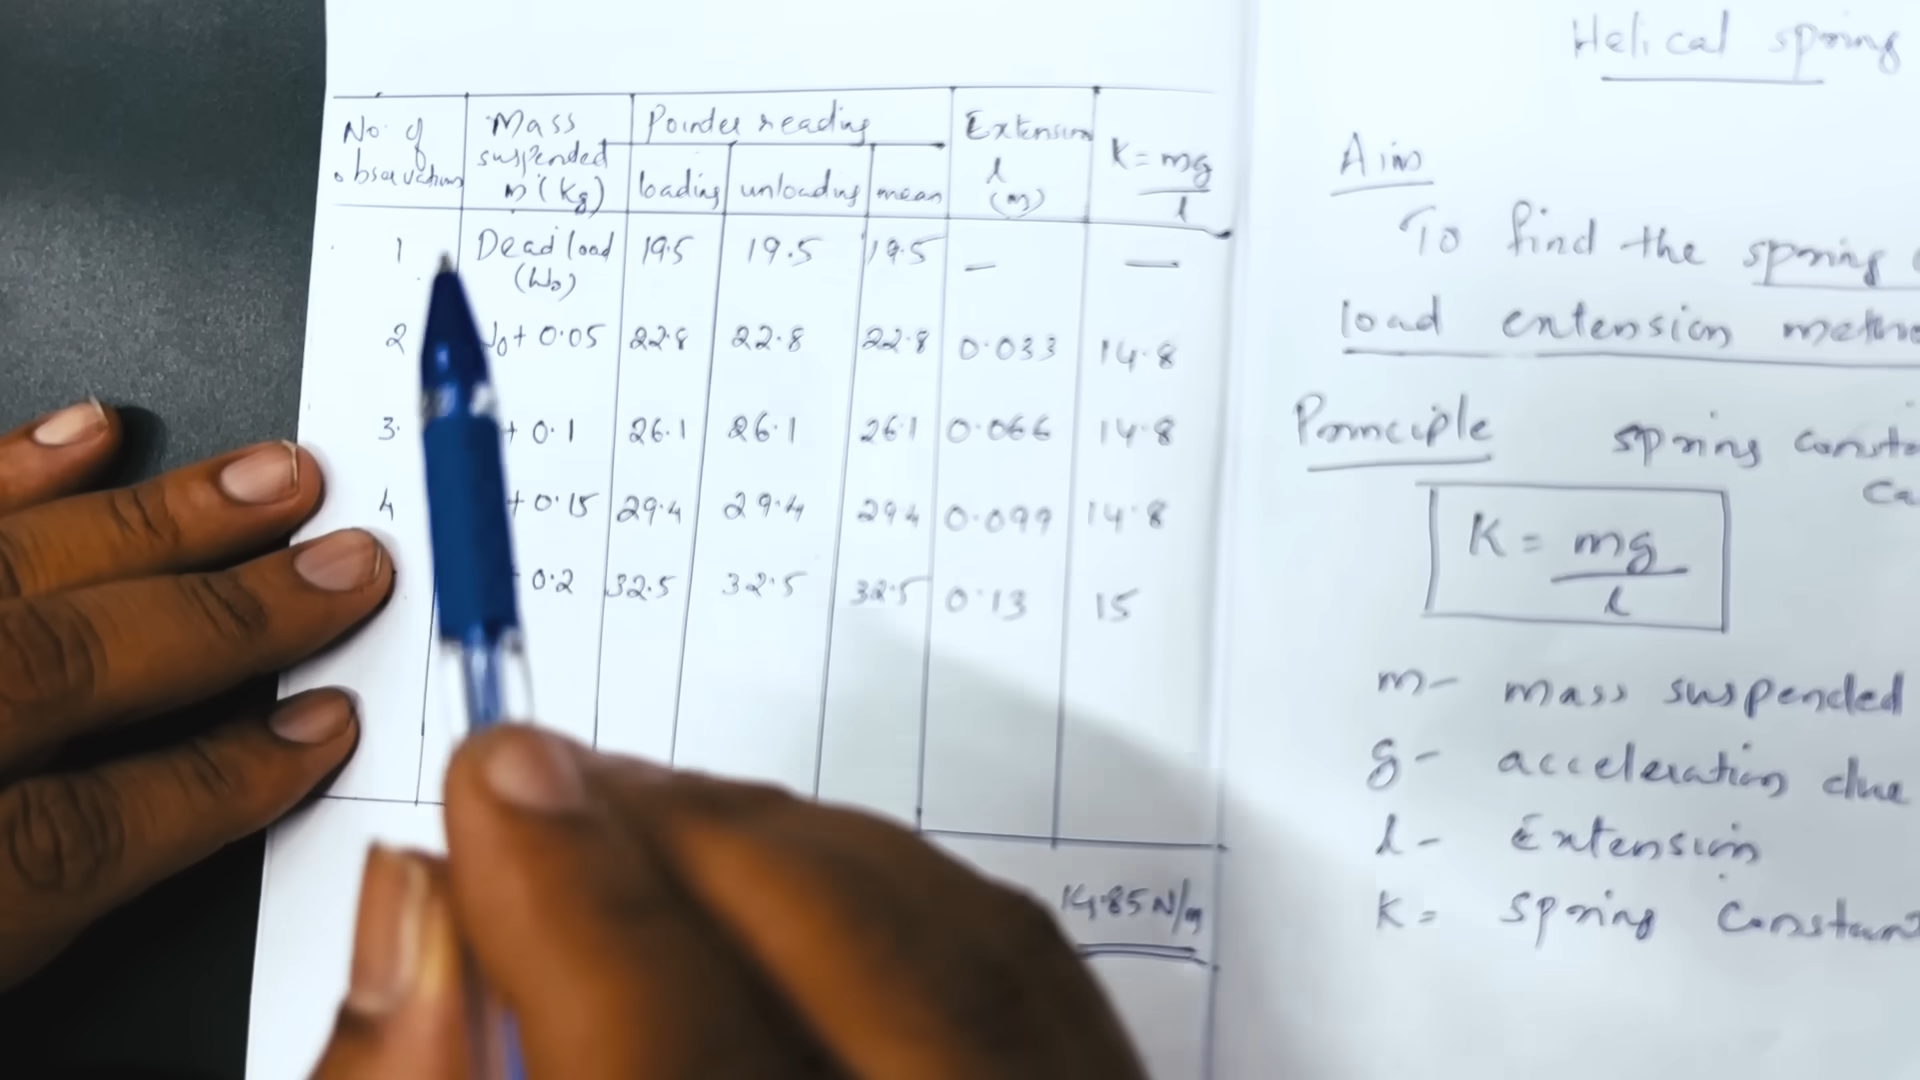 No. of observations | Mass suspended m (Kg) | Pointer reading | Extension l (m) | K = mg/l
loading | unloading | mean
1 | Dead load (W₀) | 19.5 | 19.5 | 19.5 | — | —
2 | W₀ + 0.05 | 22.8 | 22.8 | 22.8 | 0.033 | 14.8
3. | + 0.1 | 26.1 | 26.1 | 26.1 | 0.066 | 14.8
4 | + 0.15 | 29.4 | 29.4 | 29.4 | 0.099 | 14.8
+ 0.2 | 32.5 | 32.5 | 32.5 | 0.13 | 15
14.85 N/m
Helical spring
Aim
To find the spring
load extension
Principle spring
K = mg/l
m - mass suspended
g - acceleration due
l - Extension
K = spring